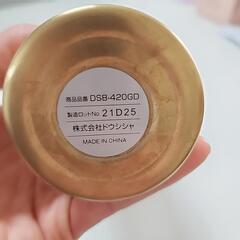 商品品番 DSB-420GD
製造ロットNo 21D25
株式会社ドウシシャ
MADE IN CHINA